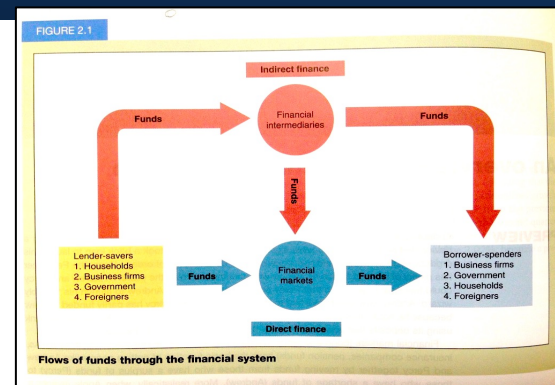 FIGURE 2.1
Indirect finance
Financial
intermediaries
Funds
Funds
Funds
Lender-savers
1. Households
2. Business firms
3. Government
4. Foreigners
Funds
Financial
markets
Funds
Borrower-spenders
1. Business firms
2. Government
3. Households
4. Foreigners
Direct finance
Flows of funds through the financial system